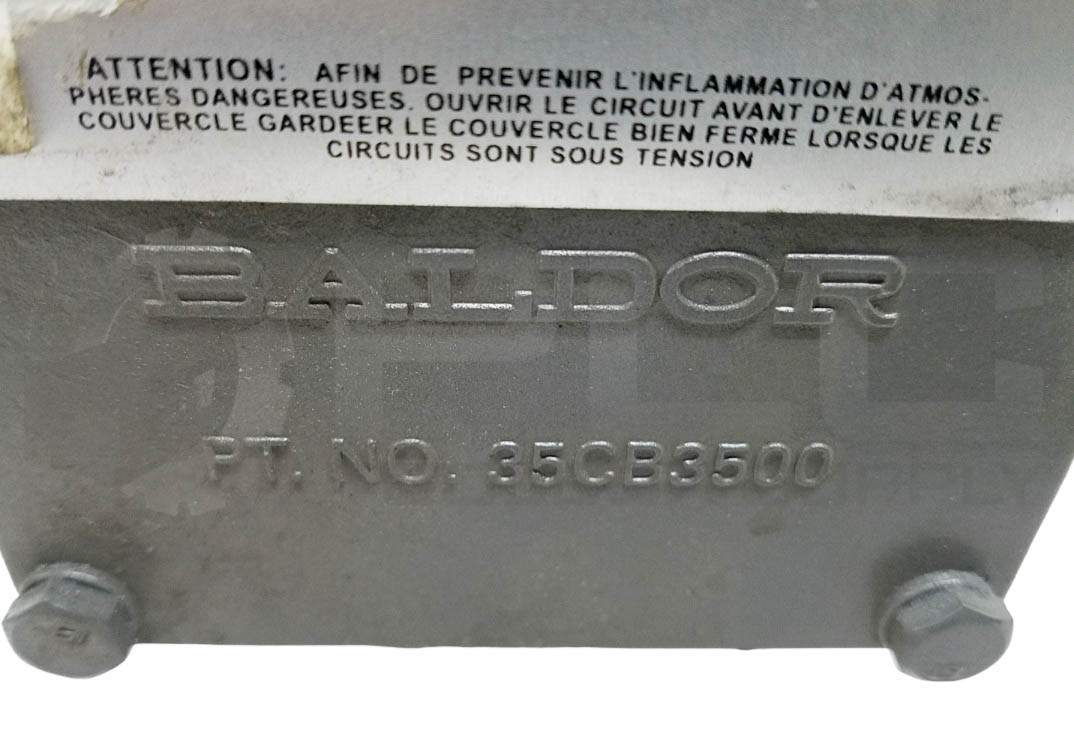 ATTENTION: AFIN DE PREVENIR L'INFLAMMATION D'ATMOS-
PHERES DANGEREUSES. OUVRIR LE CIRCUIT AVANT D'ENLEVER LE
COUVERCLE GARDEER LE COUVERCLE BIEN FERME LORSQUE LES
CIRCUITS SONT SOUS TENSION
BALDOR
PT. NO. 35CB3500